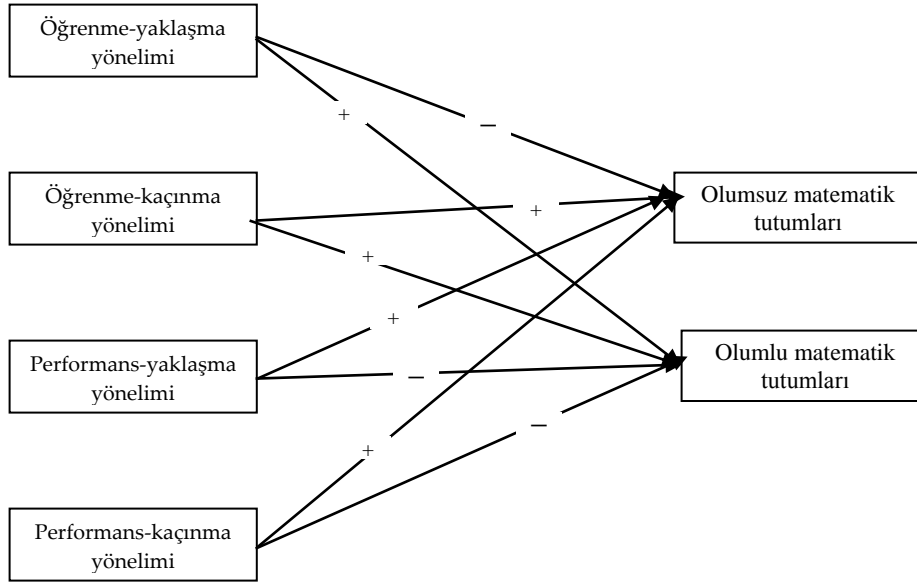 Öğrenme-yaklaşma
yönelimi
+
–
Öğrenme-kaçınma
yönelimi
+
Olumsuz matematik
tutumları
+
+
Performans-yaklaşma
yönelimi
–
Olumlu matematik
tutumları
–
+
Performans-kaçınma
yönelimi